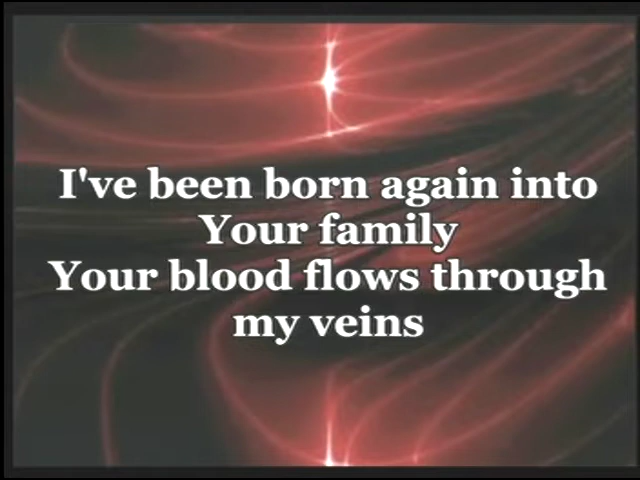 I've been born again into
Your family
Your blood flows through
my veins